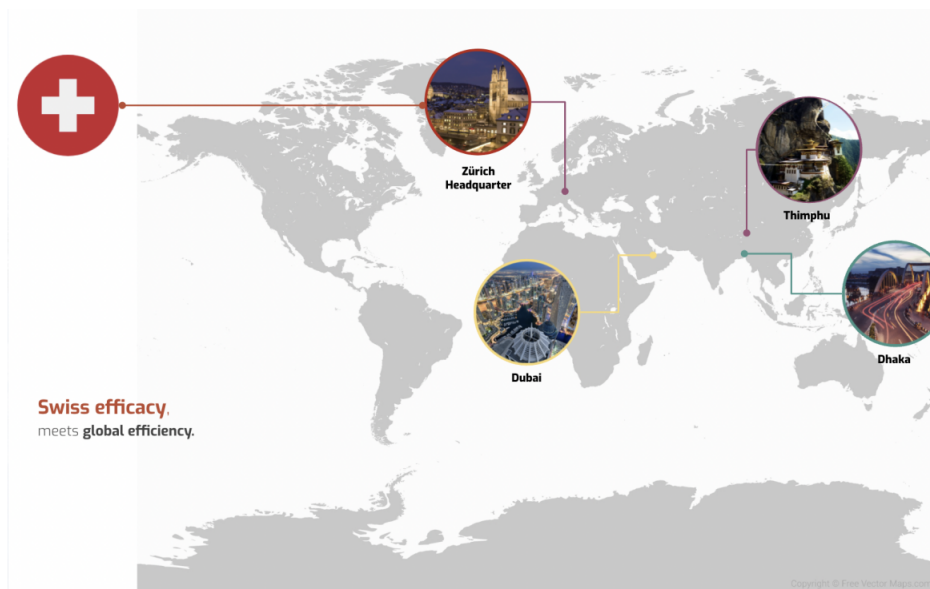 Zürich
Headquarter
Thimphu
Dubai
Dhaka
Swiss efficacy,
meets global efficiency.
Copyright © Free Vector Maps.com